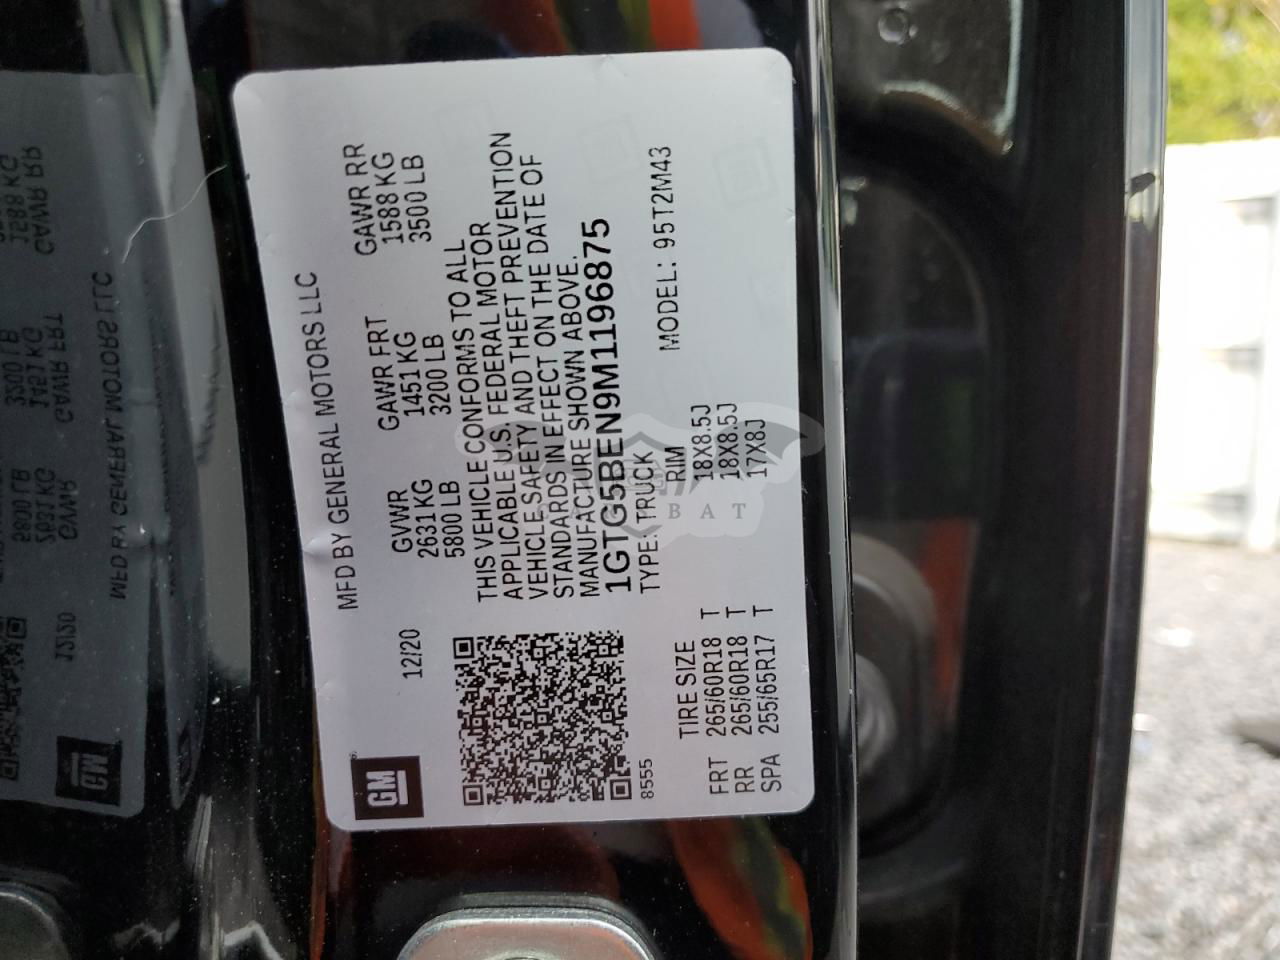 GM
12/20
MFD BY GENERAL MOTORS LLC
GVWR GAWR FRT GAWR RR
2631 KG 1451 KG 1588 KG
5800 LB 3200 LB 3500 LB
THIS VEHICLE CONFORMS TO ALL
APPLICABLE U.S. FEDERAL MOTOR
VEHICLE SAFETY AND THEFT PREVENTION
STANDARDS IN EFFECT ON THE DATE OF
MANUFACTURE SHOWN ABOVE.
1GTG5BEN9M1196875
8555
TYPE: TRUCK MODEL: 95T2M43
TIRE SIZE RIM
FRT 265/60R18 T 18X8.5J
RR 265/60R18 T 18X8.5J
SPA 255/65R17 T 17X8J